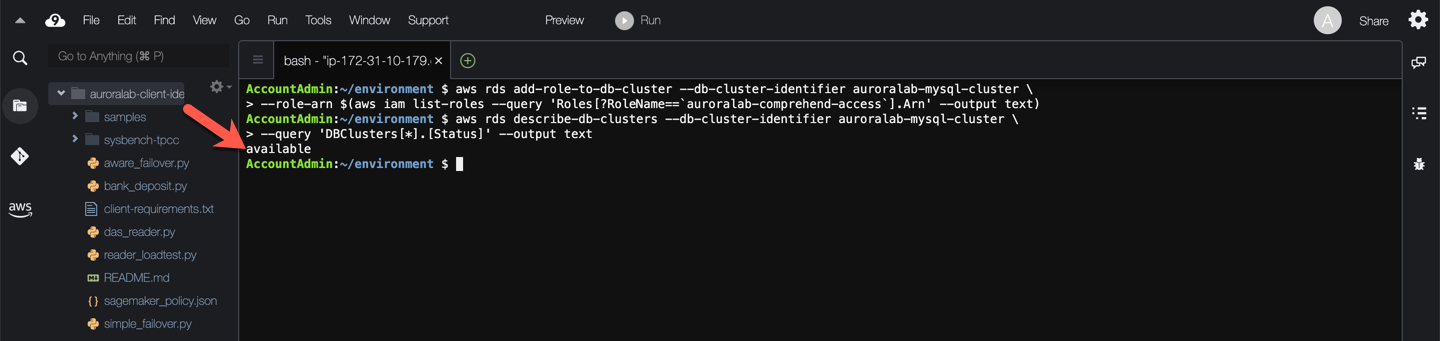 9 File Edit Find View Go Run Tools Window Support Preview Run A Share
Go to Anything (⌘ P)
bash - "ip-172-31-10-179.
auroralab-client-ide
samples
sysbench-tpcc
aware_failover.py
bank_deposit.py
client-requirements.txt
das_reader.py
reader_loadtest.py
README.md
sagemaker_policy.json
simple_failover.py
aws
AccountAdmin:~/environment $ aws rds add-role-to-db-cluster --db-cluster-identifier auroralab-mysql-cluster \
> --role-arn $(aws iam list-roles --query 'Roles[?RoleName==`auroralab-comprehend-access`].Arn' --output text)
AccountAdmin:~/environment $ aws rds describe-db-clusters --db-cluster-identifier auroralab-mysql-cluster \
> --query 'DBClusters[*].[Status]' --output text
available
AccountAdmin:~/environment $